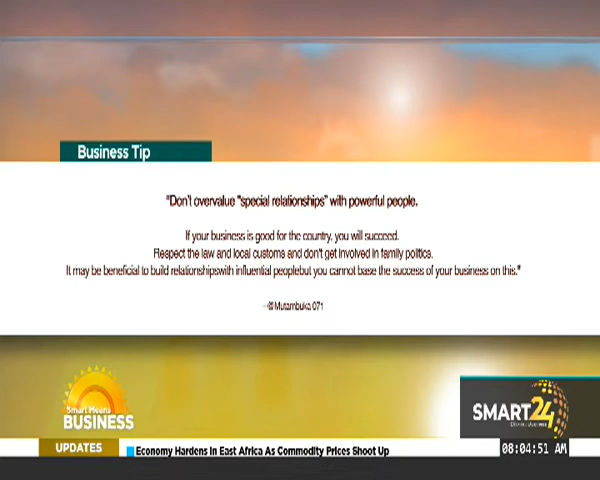 Business Tip
"Don't overvalue "special relationships" with powerful people.
If your business is good for the country, you will succeed.
Respect the law and local customs and don't get involved in family politics.
It may be beneficial to build relationshipswith influential peoplebut you cannot base the success of your business on this."
--@Mutambuka 071
Smart Means
BUSINESS
SMART24
UPDATES
Economy Hardens In East Africa As Commodity Prices Shoot Up
08:04:51 AM